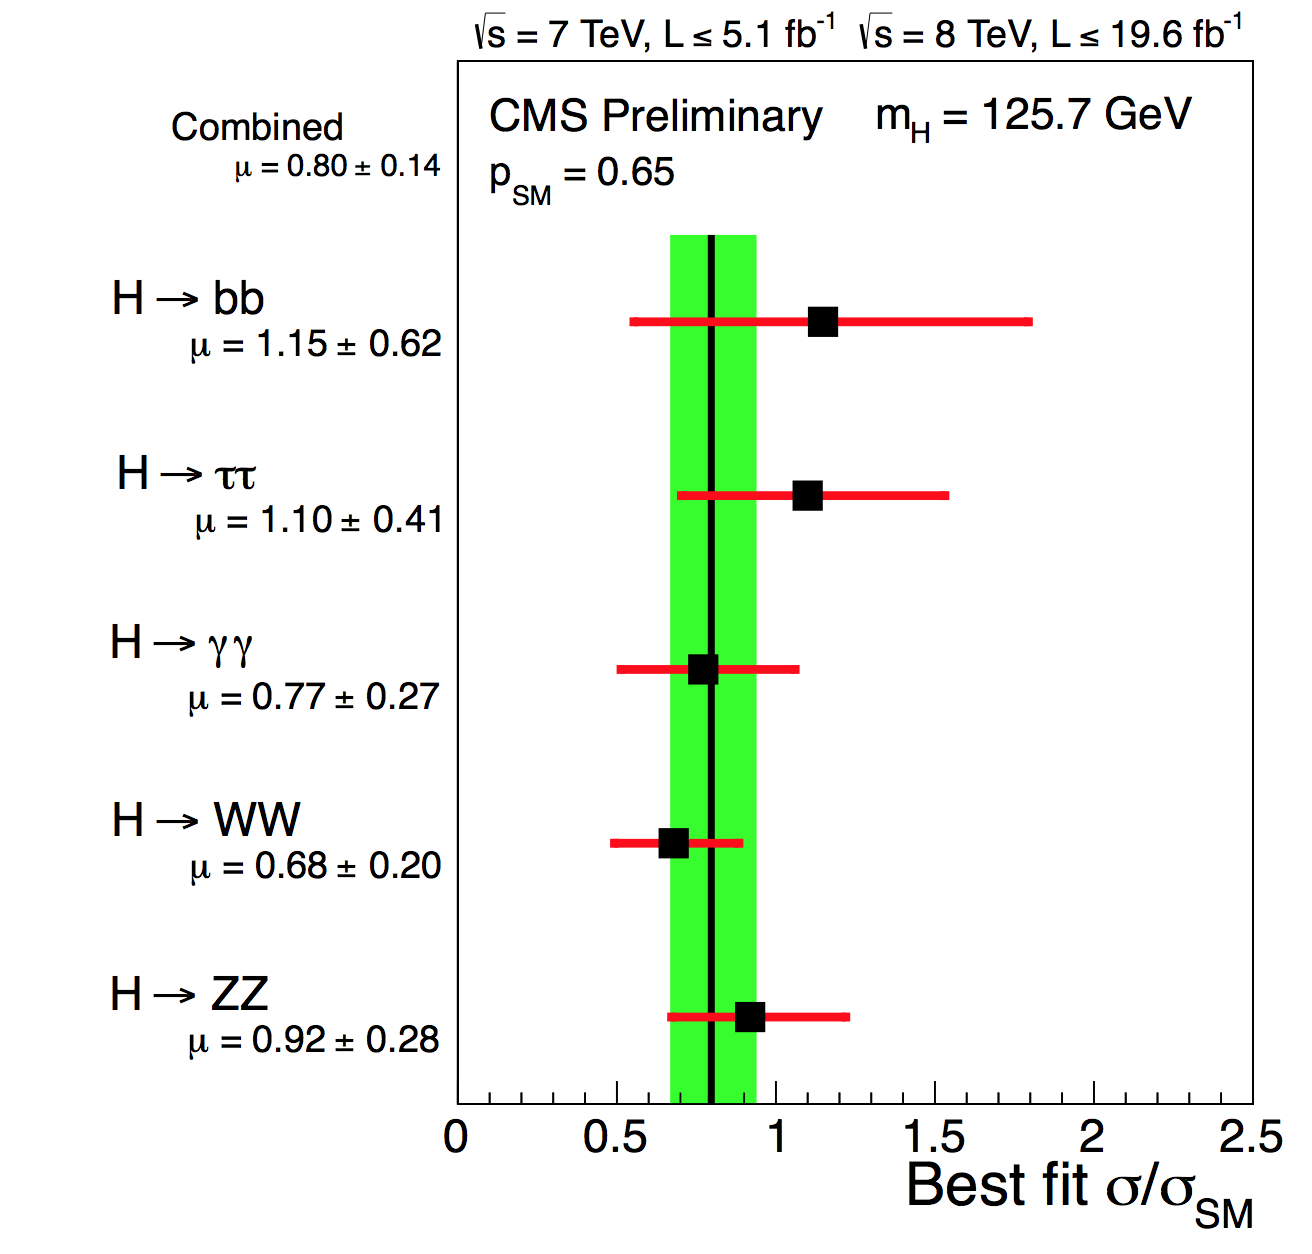 √s = 7 TeV, L ≤ 5.1 fb⁻¹ √s = 8 TeV, L ≤ 19.6 fb⁻¹
CMS Preliminary m_H = 125.7 GeV
p_SM = 0.65
Combined
μ = 0.80 ± 0.14
H → bb
μ = 1.15 ± 0.62
H → ττ
μ = 1.10 ± 0.41
H → γγ
μ = 0.77 ± 0.27
H → WW
μ = 0.68 ± 0.20
H → ZZ
μ = 0.92 ± 0.28
0 0.5 1 1.5 2 2.5
Best fit σ/σ_SM